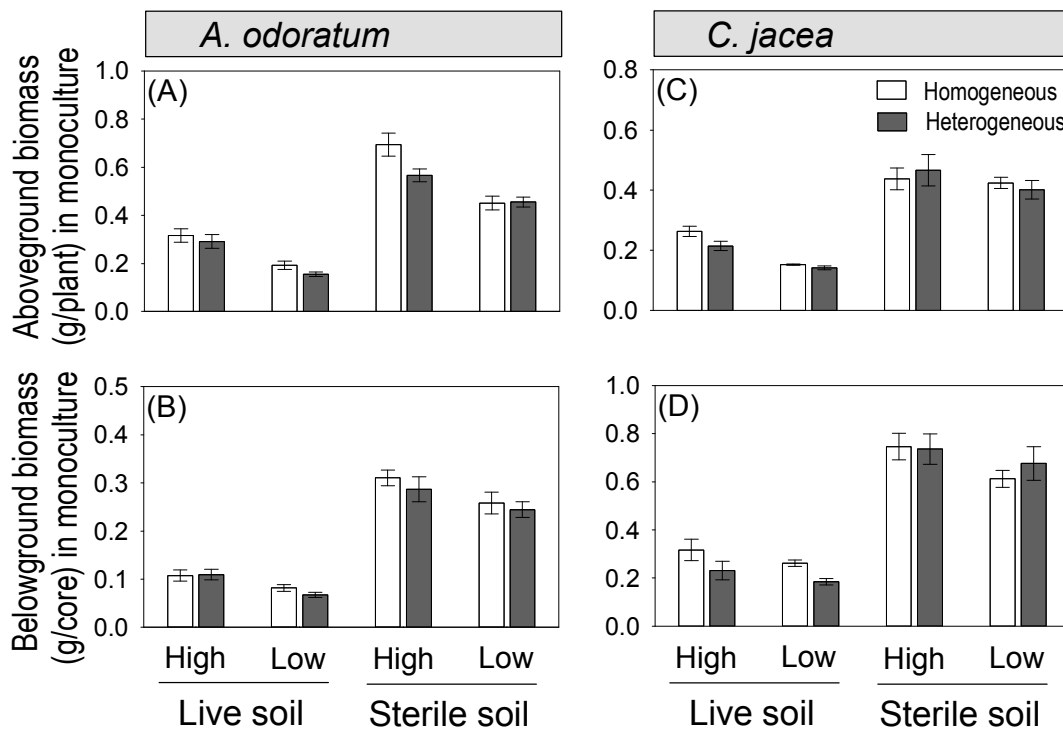 A. odoratum
C. jacea
Aboveground biomass
(g/plant) in monoculture
1.0
0.8
0.6
0.4
0.2
0.0
(A)
0.8
0.6
0.4
0.2
0.0
(C)
Homogeneous
Heterogeneous
Belowground biomass
(g/core) in monoculture
0.5
0.4
0.3
0.2
0.1
0.0
(B)
1.0
0.8
0.6
0.4
0.2
0.0
(D)
High Low High Low
Live soil Sterile soil
High Low High Low
Live soil Sterile soil